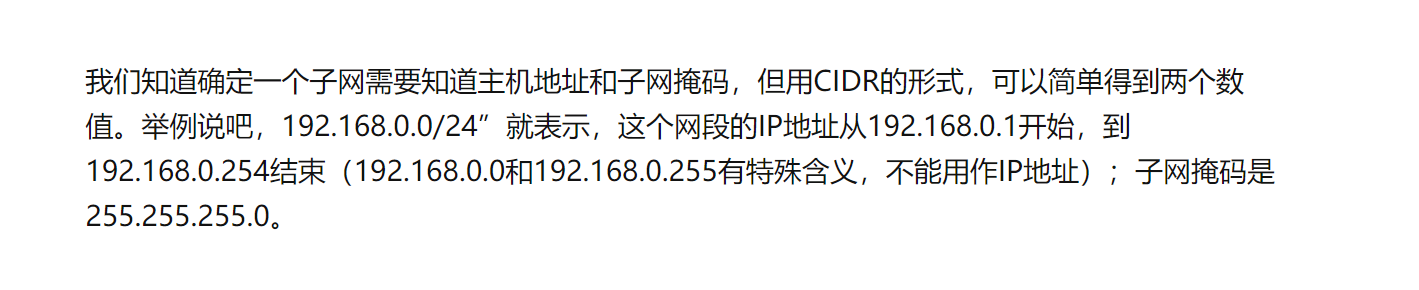 我们知道确定一个子网需要知道主机地址和子网掩码，但用CIDR的形式，可以简单得到两个数
值。举例说吧，192.168.0.0/24”就表示，这个网段的IP地址从192.168.0.1开始，到
192.168.0.254结束（192.168.0.0和192.168.0.255有特殊含义，不能用作IP地址）；子网掩码是
255.255.255.0。